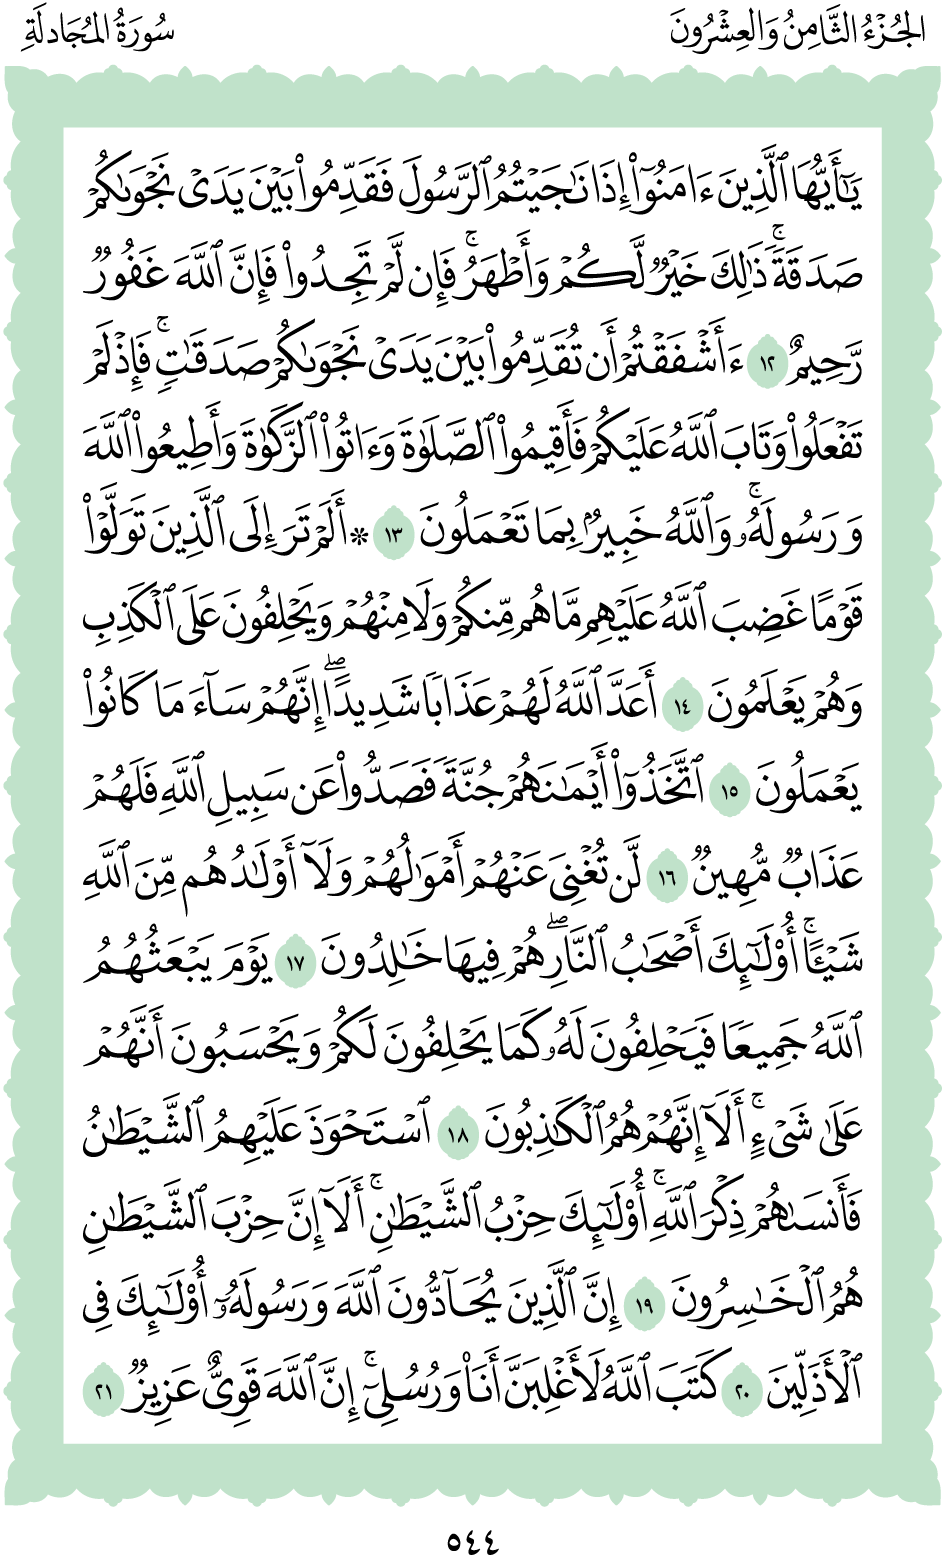 الجُزْءُ الثَّامِنُ وَالعِشْرُونَ
سُورَةُ المُجَادلَةِ
يَٰٓأَيُّهَا ٱلَّذِينَ ءَامَنُوٓاْ إِذَا نَٰجَيْتُمُ ٱلرَّسُولَ فَقَدِّمُواْ بَيْنَ يَدَىْ نَجْوَىٰكُمْ
صَدَقَةًۚ ذَٰلِكَ خَيْرٌ لَّكُمْ وَأَطْهَرُۚ فَإِن لَّمْ تَجِدُواْ فَإِنَّ ٱللَّهَ غَفُورٌ
رَّحِيمٌ ١٢ ءَأَشْفَقْتُمْ أَن تُقَدِّمُواْ بَيْنَ يَدَىْ نَجْوَىٰكُمْ صَدَقَٰتٍۚ فَإِذْ لَمْ
تَفْعَلُواْ وَتَابَ ٱللَّهُ عَلَيْكُمْ فَأَقِيمُواْ ٱلصَّلَوٰةَ وَءَاتُواْ ٱلزَّكَوٰةَ وَأَطِيعُواْ ٱللَّهَ
وَرَسُولَهُۥۚ وَٱللَّهُ خَبِيرُۢ بِمَا تَعْمَلُونَ ١٣ * أَلَمْ تَرَ إِلَى ٱلَّذِينَ تَوَلَّوْاْ
قَوْمًا غَضِبَ ٱللَّهُ عَلَيْهِم مَّا هُم مِّنكُمْ وَلَا مِنْهُمْ وَيَحْلِفُونَ عَلَى ٱلْكَذِبِ
وَهُمْ يَعْلَمُونَ ١٤ أَعَدَّ ٱللَّهُ لَهُمْ عَذَابًا شَدِيدًاۖ إِنَّهُمْ سَآءَ مَا كَانُواْ
يَعْمَلُونَ ١٥ ٱتَّخَذُوٓاْ أَيْمَٰنَهُمْ جُنَّةً فَصَدُّواْ عَن سَبِيلِ ٱللَّهِ فَلَهُمْ
عَذَابٌ مُّهِينٌ ١٦ لَّن تُغْنِىَ عَنْهُمْ أَمْوَٰلُهُمْ وَلَآ أَوْلَٰدُهُم مِّنَ ٱللَّهِ
شَيْـًٔاۚ أُوْلَٰٓئِكَ أَصْحَٰبُ ٱلنَّارِۖ هُمْ فِيهَا خَٰلِدُونَ ١٧ يَوْمَ يَبْعَثُهُمُ
ٱللَّهُ جَمِيعًا فَيَحْلِفُونَ لَهُۥ كَمَا يَحْلِفُونَ لَكُمْ وَيَحْسَبُونَ أَنَّهُمْ
عَلَىٰ شَىْءٍۚ أَلَآ إِنَّهُمْ هُمُ ٱلْكَٰذِبُونَ ١٨ ٱسْتَحْوَذَ عَلَيْهِمُ ٱلشَّيْطَٰنُ
فَأَنسَىٰهُمْ ذِكْرَ ٱللَّهِۚ أُوْلَٰٓئِكَ حِزْبُ ٱلشَّيْطَٰنِۚ أَلَآ إِنَّ حِزْبَ ٱلشَّيْطَٰنِ
هُمُ ٱلْخَٰسِرُونَ ١٩ إِنَّ ٱلَّذِينَ يُحَآدُّونَ ٱللَّهَ وَرَسُولَهُۥٓ أُوْلَٰٓئِكَ فِى
ٱلْأَذَلِّينَ ٢٠ كَتَبَ ٱللَّهُ لَأَغْلِبَنَّ أَنَا۠ وَرُسُلِىٓۚ إِنَّ ٱللَّهَ قَوِىٌّ عَزِيزٌ ٢١
٥٤٤